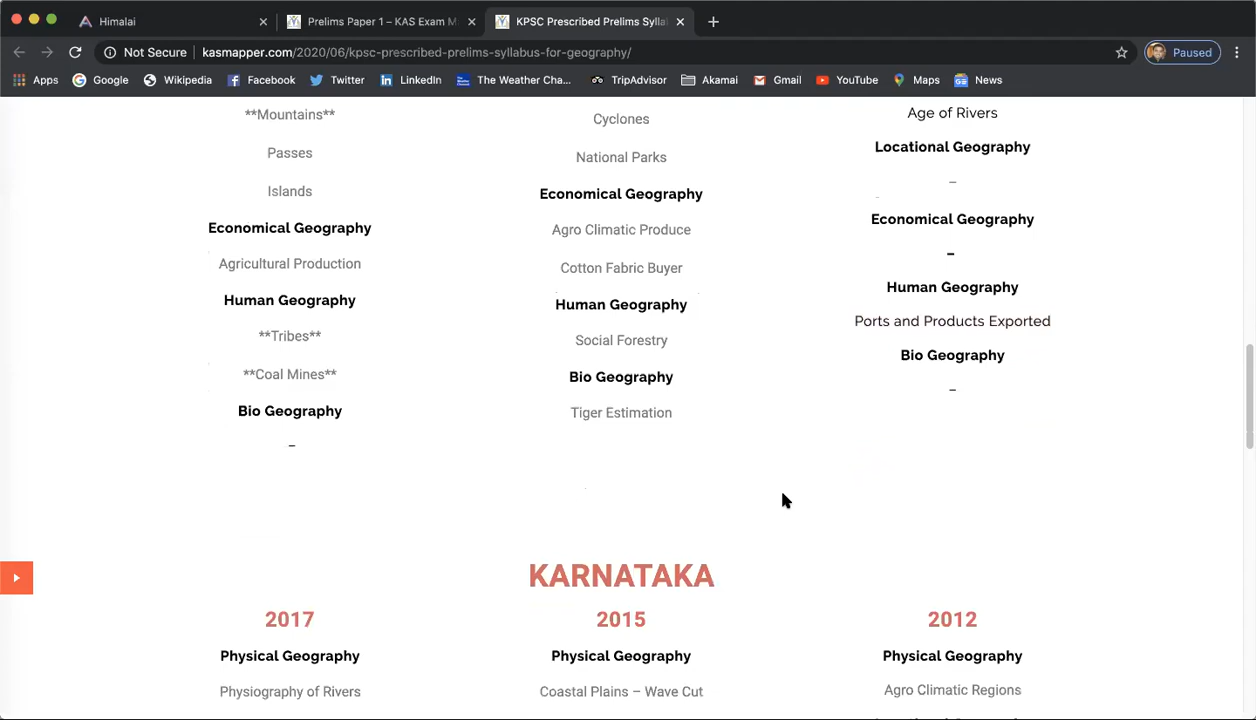 Himalai
Prelims Paper 1 – KAS Exam M
KPSC Prescribed Prelims Sylla
Not Secure
kasmapper.com/2020/06/kpsc-prescribed-prelims-syllabus-for-geography/
Paused
Apps
Google
Wikipedia
Facebook
Twitter
LinkedIn
The Weather Cha...
TripAdvisor
Akamai
Gmail
YouTube
Maps
News
**Mountains**
Passes
Islands
Economical Geography
Agricultural Production
Human Geography
**Tribes**
**Coal Mines**
Bio Geography
–
Cyclones
National Parks
Economical Geography
Agro Climatic Produce
Cotton Fabric Buyer
Human Geography
Social Forestry
Bio Geography
Tiger Estimation
Age of Rivers
Locational Geography
–
Economical Geography
–
Human Geography
Ports and Products Exported
Bio Geography
–
KARNATAKA
2017
Physical Geography
Physiography of Rivers
2015
Physical Geography
Coastal Plains – Wave Cut
2012
Physical Geography
Agro Climatic Regions